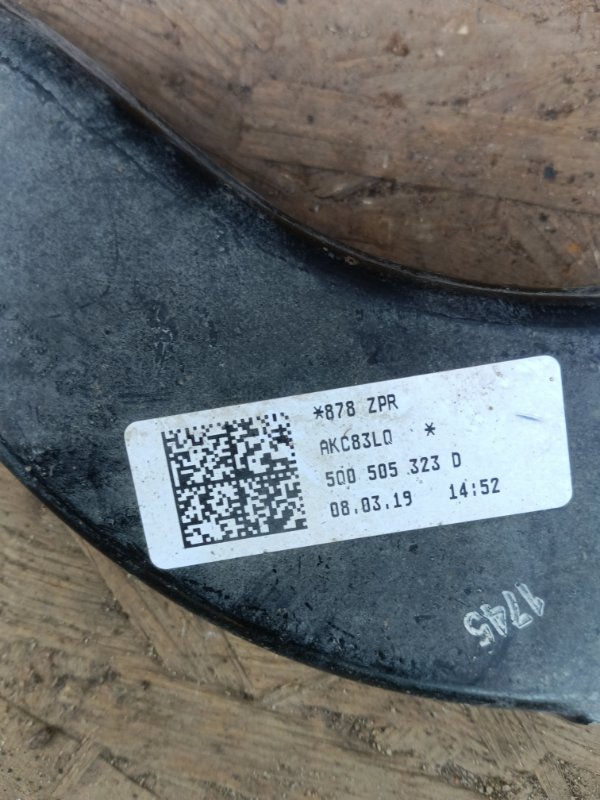 *878 ZPR
AKC83LQ *
5Q0 505 323 D
08.03.19 14:52
1745